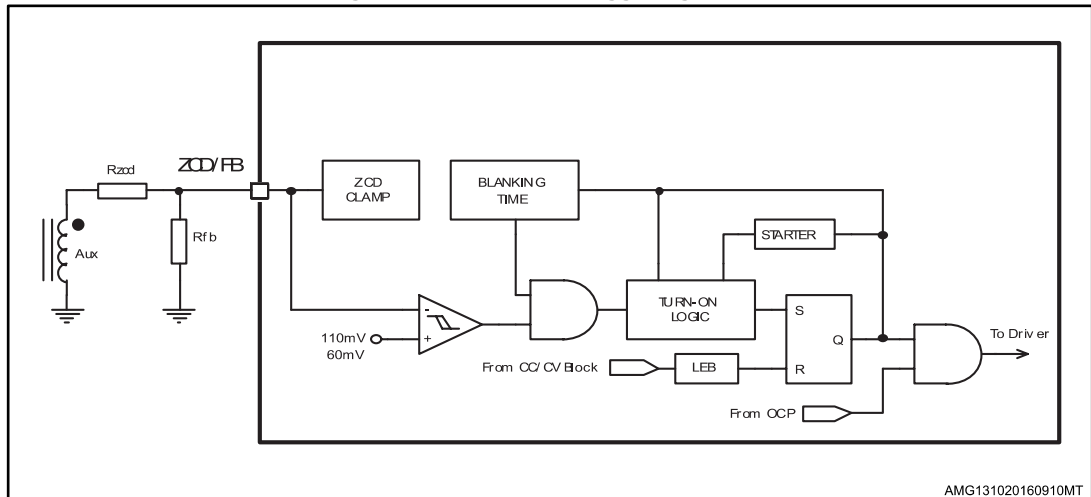 Rzcd
ZCD/FB
Rfb
Aux
ZCD
CLAMP
BLANKING
TIME
STARTER
TURN-ON
LOGIC
110mV
60mV
-
+
S
Q
R
From CC/CV Block
LEB
From OCP
To Driver
AMG131020160910MT